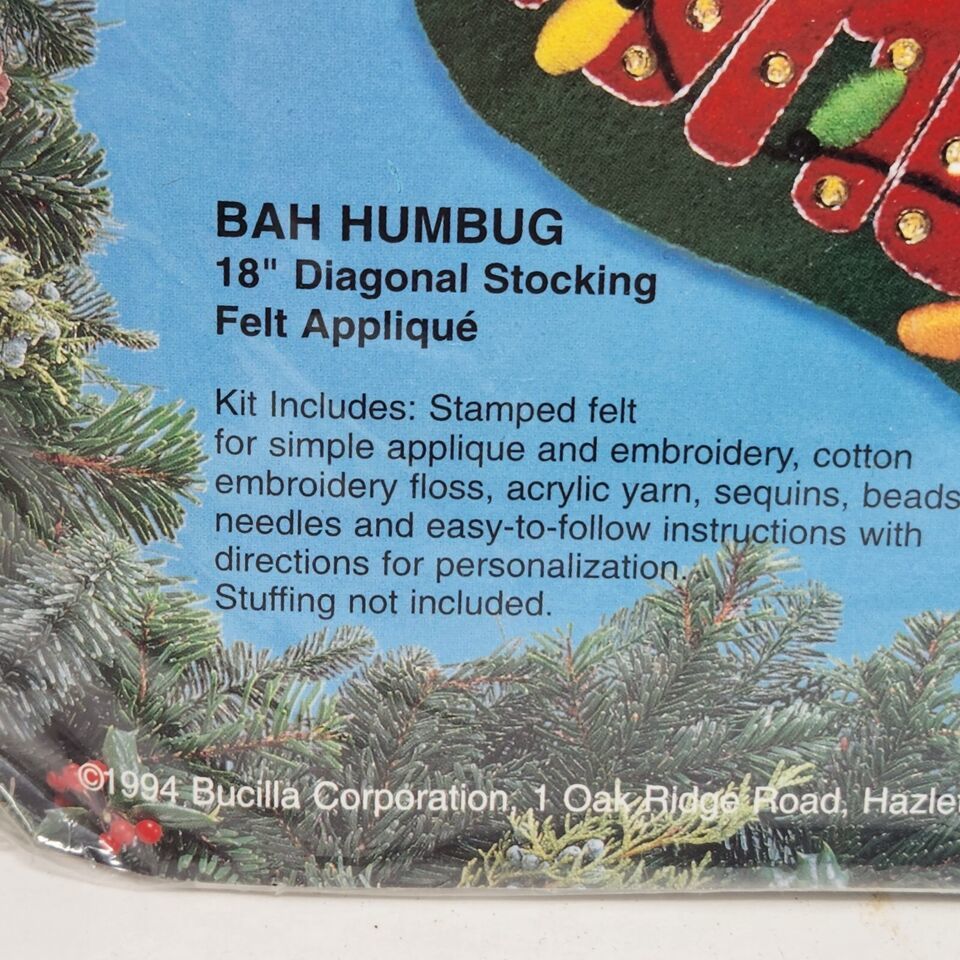 BAH HUMBUG
18" Diagonal Stocking
Felt Appliqué
Kit Includes: Stamped felt
for simple applique and embroidery, cotton
embroidery floss, acrylic yarn, sequins, beads
needles and easy-to-follow instructions with
directions for personalization.
Stuffing not included.
©1994 Bucilla Corporation, 1 Oak Ridge Road, Hazlet